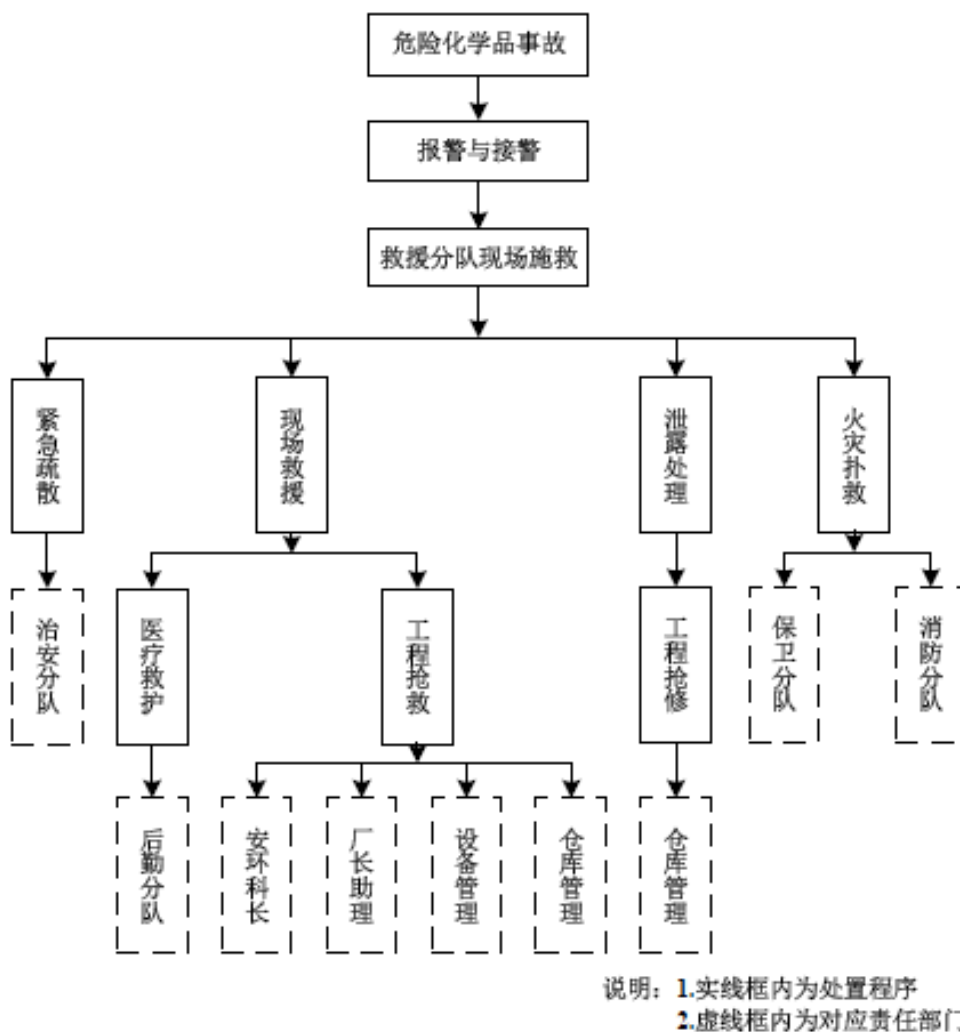 危险化学品事故
报警与接警
救援分队现场施救
紧急疏散
现场救援
泄露处理
火灾扑救
治安分队
医疗救护
工程抢救
工程抢修
保卫分队
消防分队
后勤分队
安环科长
厂长助理
设备管理
仓库管理
仓库管理
说明：1.实线框内为处置程序
2.虚线框内为对应责任部门